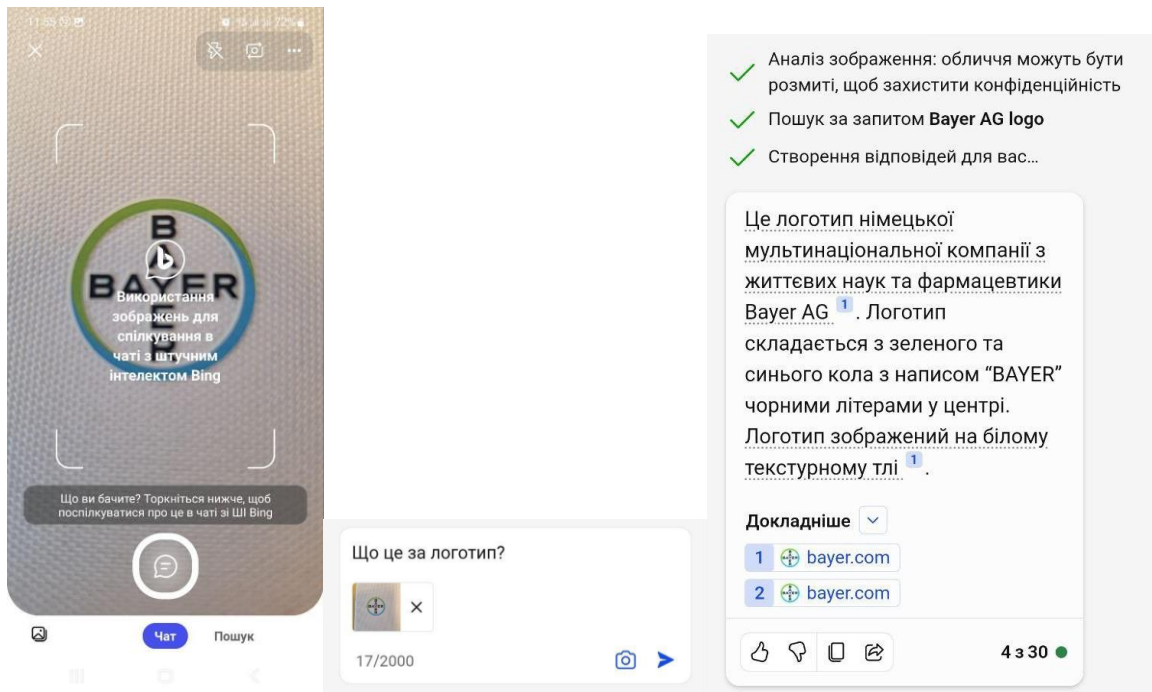 11:55
72%
B
A
BAYER
E
R
Використання
зображень для
спілкування в
чаті з штучним
інтелектом Bing
Що ви бачите? Торкніться нижче, щоб
поспілкуватися про це в чаті зі ШІ Bing
Чат
Пошук
Що це за логотип?
17/2000
Аналіз зображення: обличчя можуть бути
розмиті, щоб захистити конфіденційність
Пошук за запитом Bayer AG logo
Створення відповідей для вас...
Це логотип німецької
мультинаціональної компанії з
життєвих наук та фармацевтики
Bayer AG 1 . Логотип
складається з зеленого та
синього кола з написом “BAYER”
чорними літерами у центрі.
Логотип зображений на білому
текстурному тлі 1 .
Докладніше
1 bayer.com
2 bayer.com
4 з 30